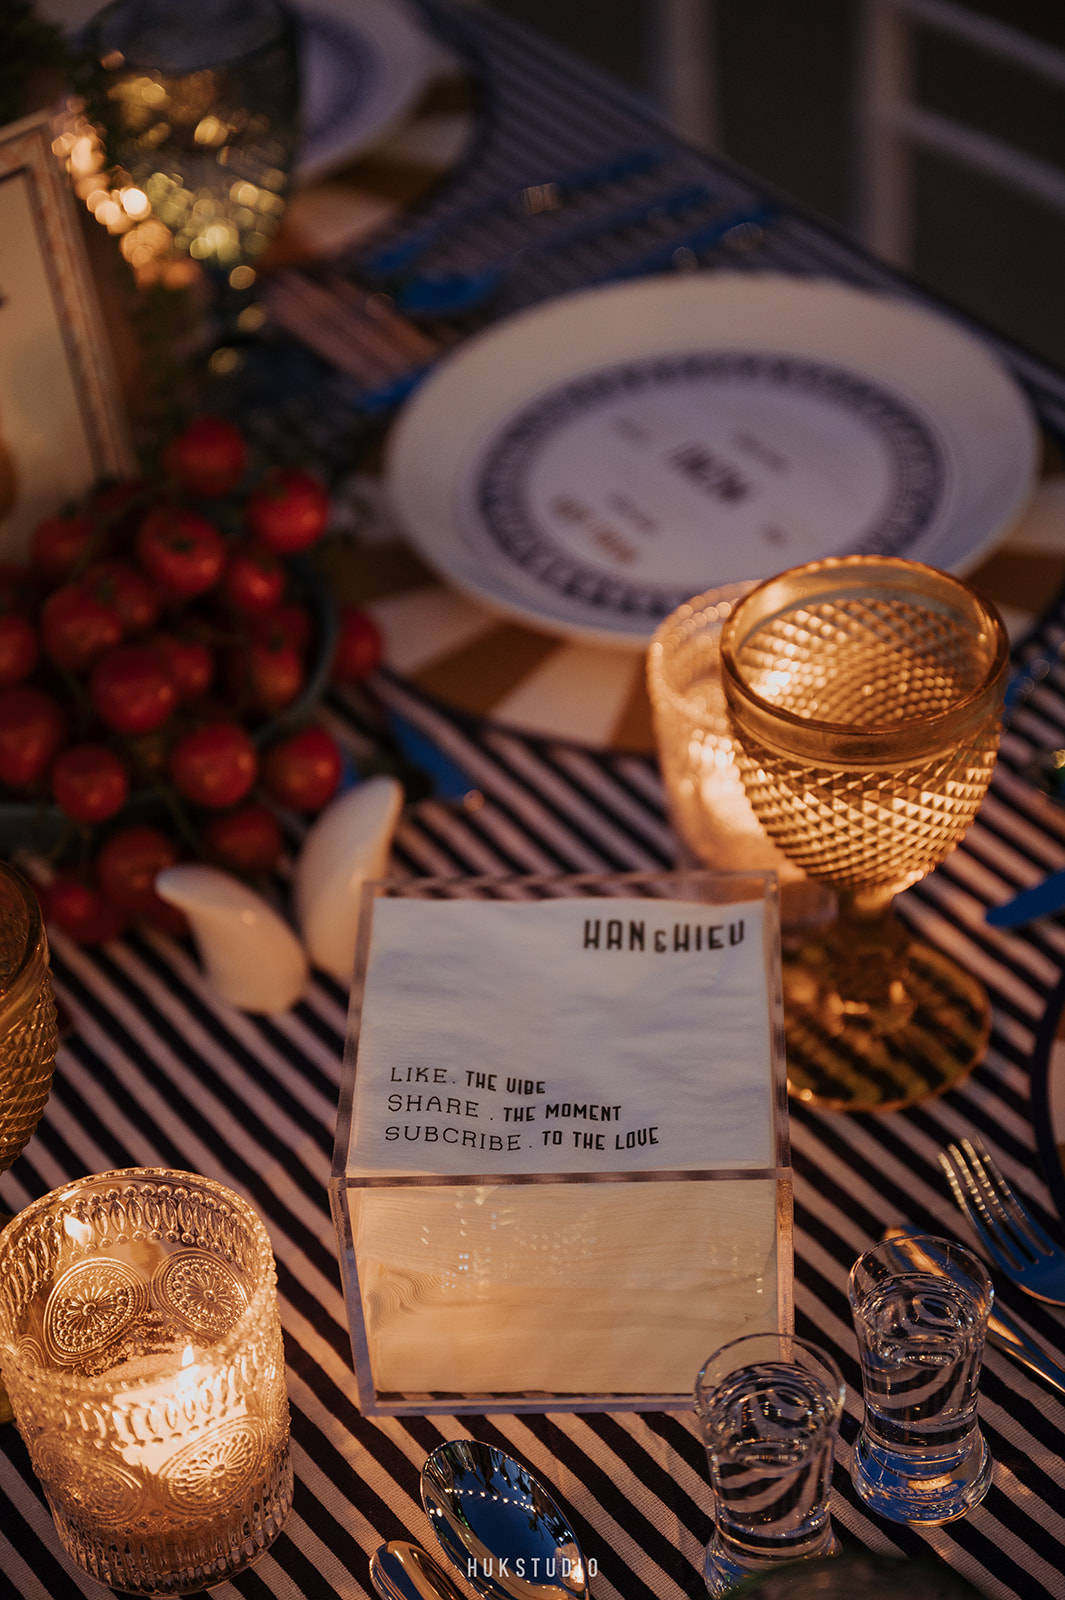 HAN & HIEU
LIKE . THE VIBE
SHARE . THE MOMENT
SUBCRIBE . TO THE LOVE
HUKSTUDIO